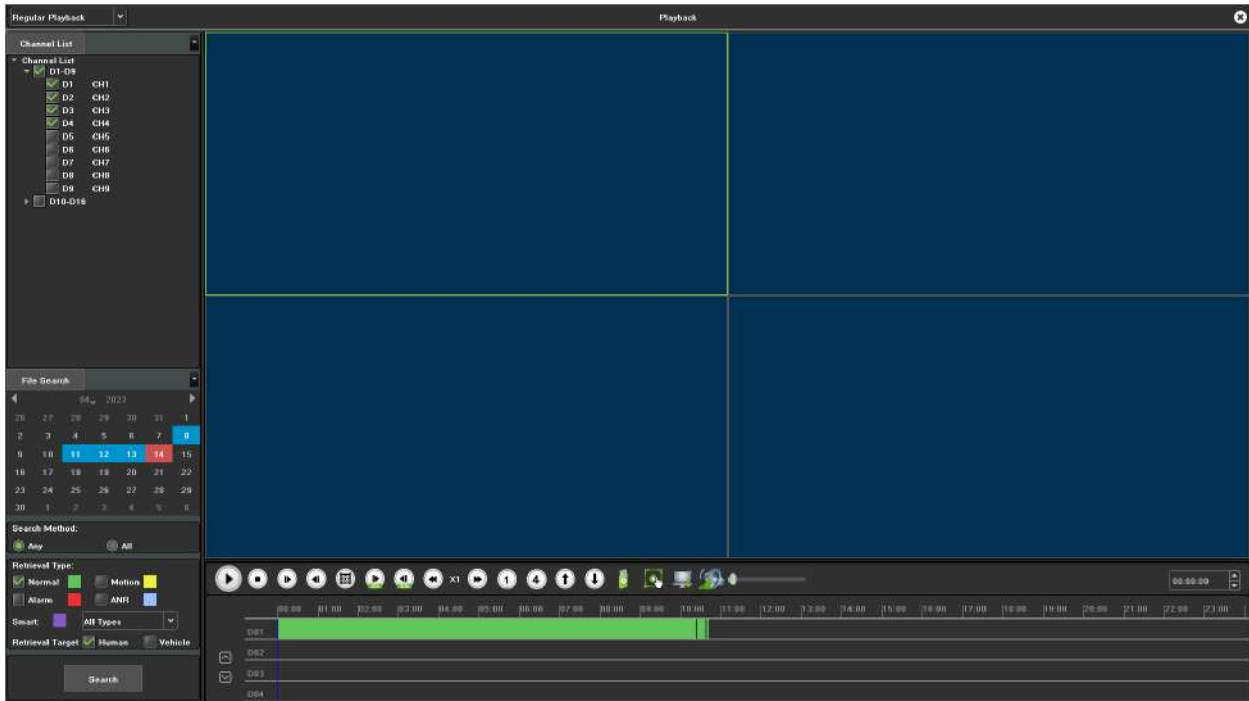 Regular Playback
Playback
Channel List
Channel List
D1-D9
D1 CH1
D2 CH2
D3 CH3
D4 CH4
D5 CH5
D6 CH6
D7 CH7
D8 CH8
D9 CH9
D10-D16
File Search
04
26 27 28 29 30 31 1
2 3 4 5 6 7 8
9 10 11 12 13 14 15
16 17 18 19 20 21 22
23 24 25 26 27 28 29
30 1 2 3 4 5 6
Search Method:
Any All
Retrieval Type:
Normal Motion
Alarm ANR
Smart: All Types
Retrieval Target Human Vehicle
Search
X1 1 4 00:00:00
00:00 01:00 02:00 03:00 04:00 05:00 06:00 07:00 08:00 09:00 10:00 11:00 12:00 13:00 14:00 15:00 16:00 17:00 18:00 19:00 20:00 21:00 22:00 23:00
D01
D02
D03
D04